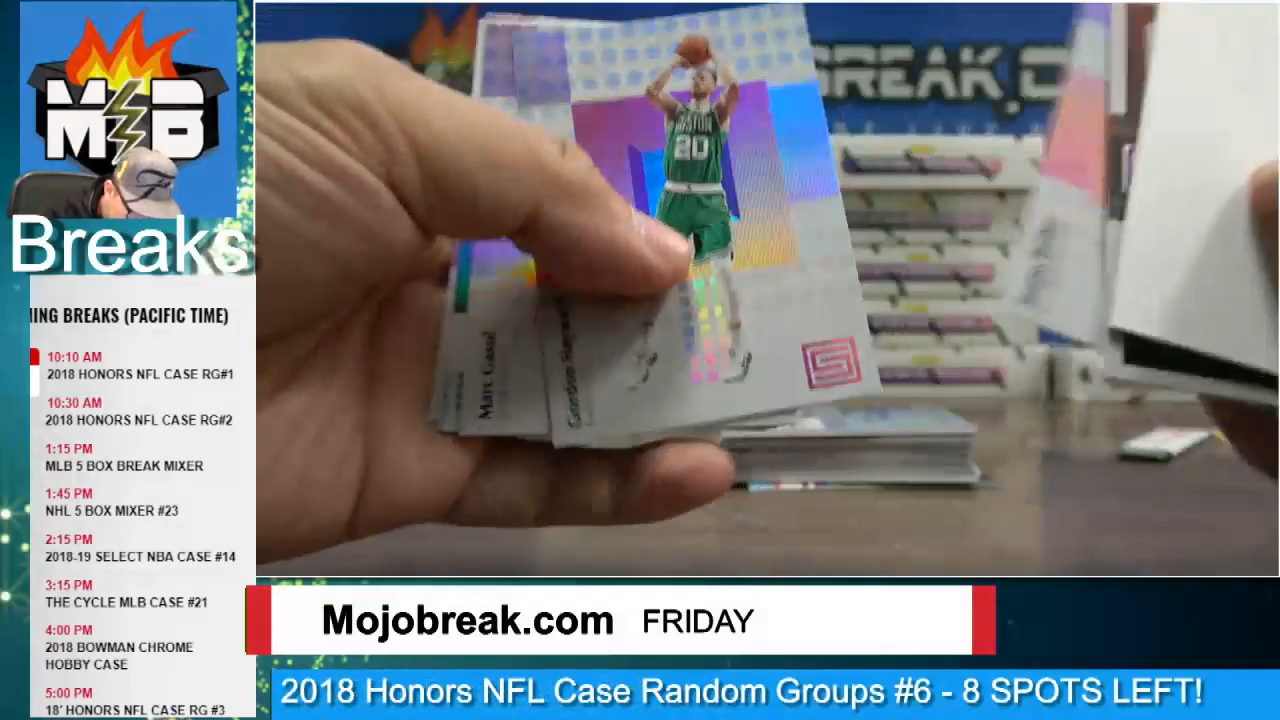 M B
M B
Breaks
ING BREAKS (PACIFIC TIME)
10:10 AM
2018 HONORS NFL CASE RG#1
10:30 AM
2018 HONORS NFL CASE RG#2
1:15 PM
MLB 5 BOX BREAK MIXER
1:45 PM
NHL 5 BOX MIXER #23
2:15 PM
2018-19 SELECT NBA CASE #14
3:15 PM
THE CYCLE MLB CASE #21
4:00 PM
2018 BOWMAN CHROME
HOBBY CASE
5:00 PM
18' HONORS NFL CASE RG #3
BREAK.
BOSTON
20
Marc Gasol
Gordon
Mojobreak.com FRIDAY
2018 Honors NFL Case Random Groups #6 - 8 SPOTS LEFT!